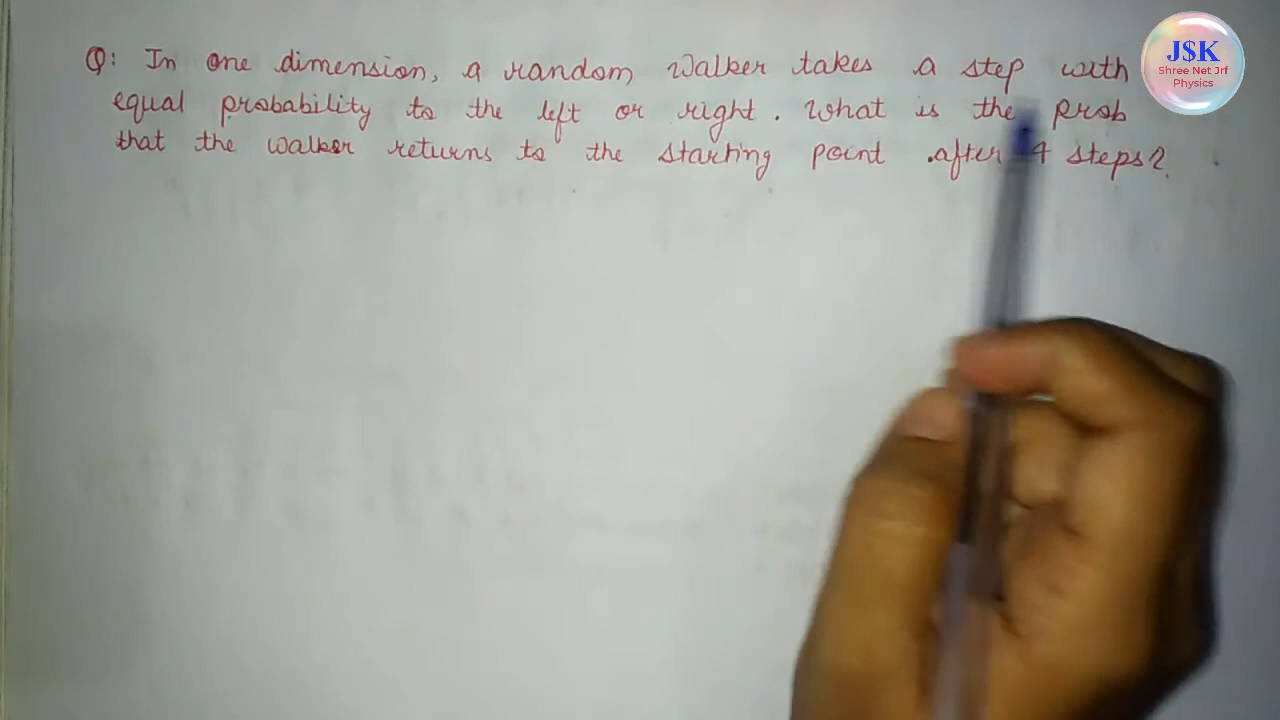 Q: In one dimension, a random walker takes a step with
equal probability to the left or right. What is the prob
that the walker returns to the starting point after 4 steps?
J$K
Shree Net Jrf
Physics